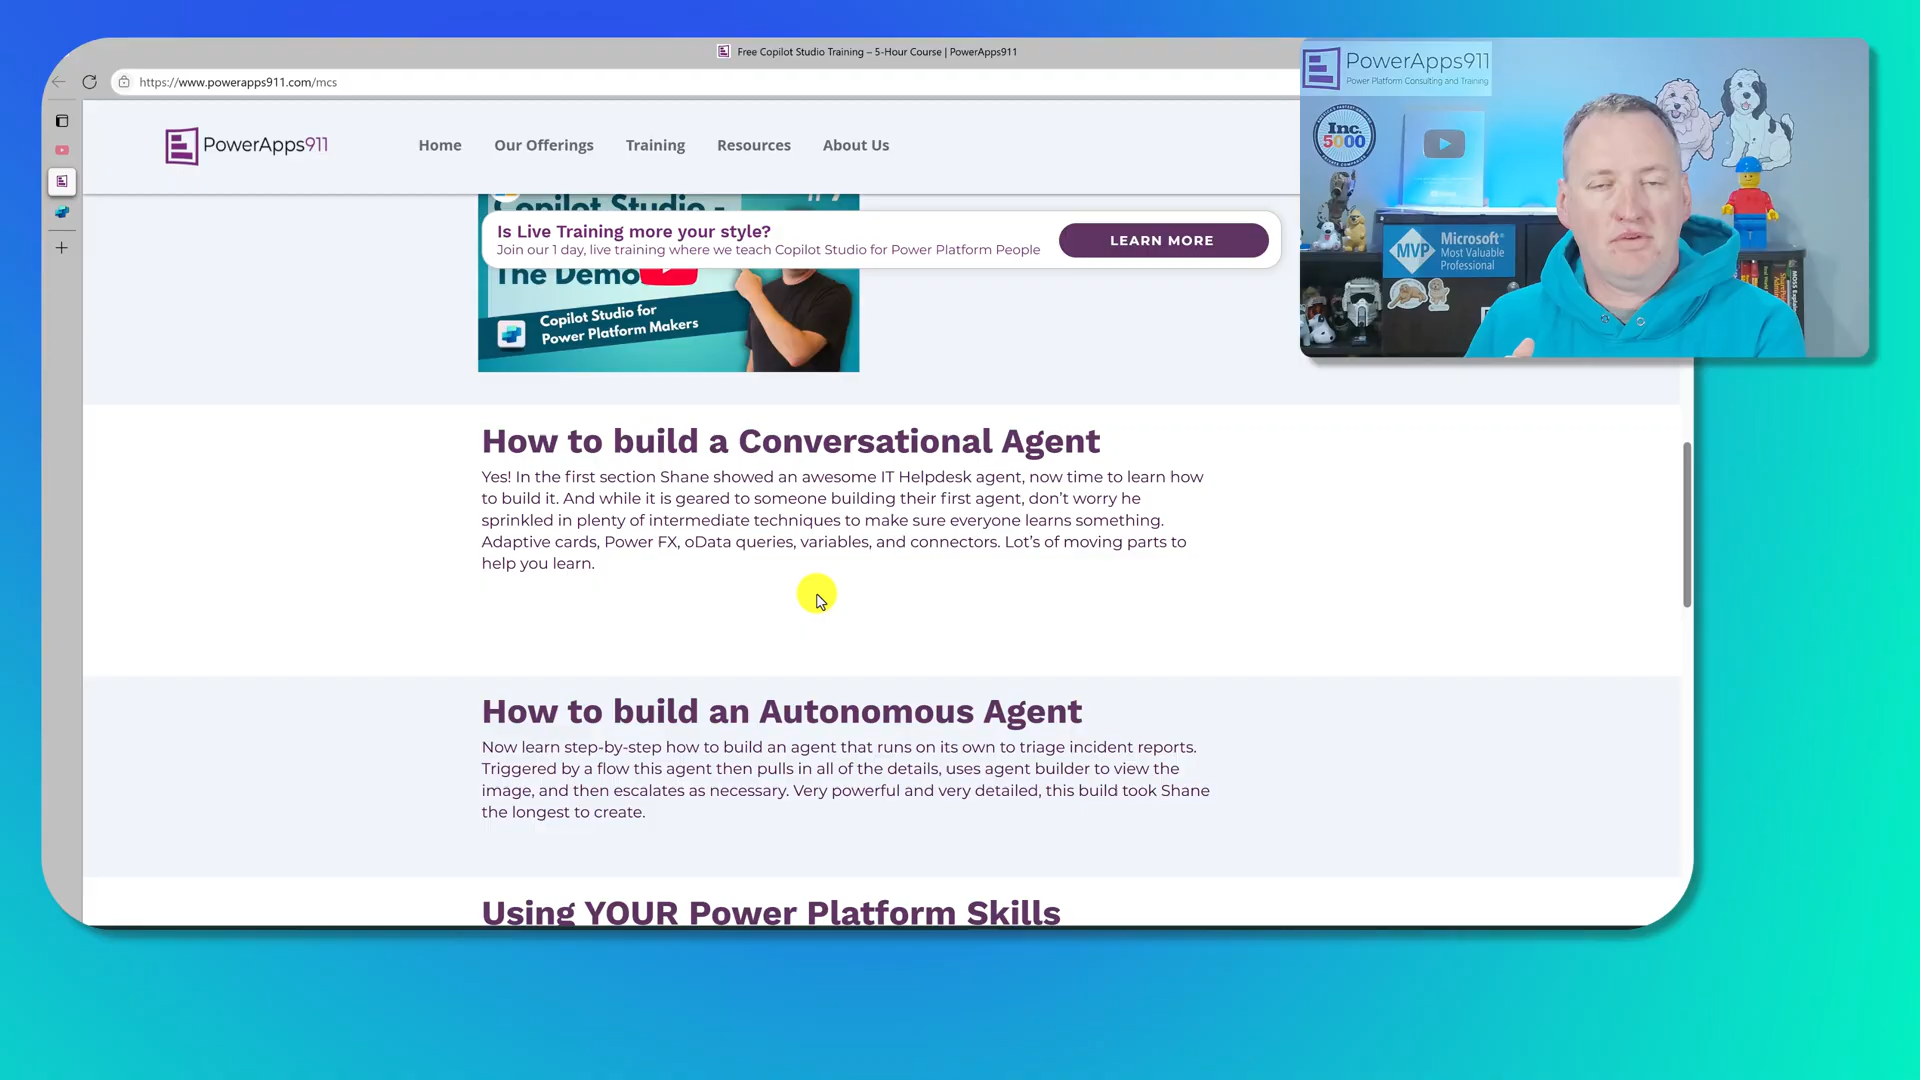 Free Copilot Studio Training – 5-Hour Course | PowerApps911
https://www.powerapps911.com/mcs
PowerApps911
Home
Our Offerings
Training
Resources
About Us
Copilot Studio -
Is Live Training more your style?
Join our 1 day, live training where we teach Copilot Studio for Power Platform People
LEARN MORE
The Demo
Copilot Studio for
Power Platform Makers
How to build a Conversational Agent
Yes! In the first section Shane showed an awesome IT Helpdesk agent, now time to learn how
to build it. And while it is geared to someone building their first agent, don't worry he
sprinkled in plenty of intermediate techniques to make sure everyone learns something.
Adaptive cards, Power FX, oData queries, variables, and connectors. Lot's of moving parts to
help you learn.
How to build an Autonomous Agent
Now learn step-by-step how to build an agent that runs on its own to triage incident reports.
Triggered by a flow this agent then pulls in all of the details, uses agent builder to view the
image, and then escalates as necessary. Very powerful and very detailed, this build took Shane
the longest to create.
Using YOUR Power Platform Skills
PowerApps911
Power Platform Consulting and Training
Inc.
5000
MVP
Microsoft®
Most Valuable
Professional